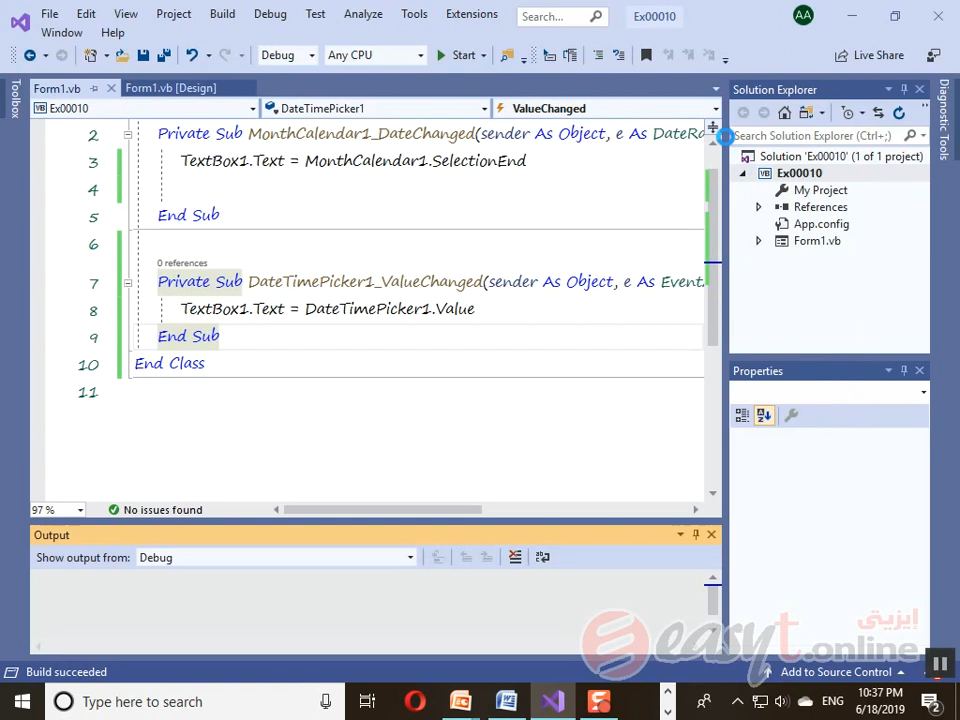 File Edit View Project Build Debug Test Analyze Tools Extensions Search... Ex00010 AA
Window Help
Debug Any CPU Start Live Share
Form1.vb Form1.vb [Design]
Ex00010 DateTimePicker1 ValueChanged
Toolbox
2 Private Sub MonthCalendar1_DateChanged(sender As Object, e As DateRa
3 TextBox1.Text = MonthCalendar1.SelectionEnd
4
5 End Sub
6
0 references
7 Private Sub DateTimePicker1_ValueChanged(sender As Object, e As Event
8 TextBox1.Text = DateTimePicker1.Value
9 End Sub
10 End Class
11
97 % No issues found
Output
Show output from: Debug
Solution Explorer
Search Solution Explorer (Ctrl+;)
Solution 'Ex00010' (1 of 1 project)
Ex00010
My Project
References
App.config
Form1.vb
Properties
Diagnostic Tools
إيزيتي
easyt.online
Build succeeded Add to Source Control
Type here to search ENG 10:37 PM
6/18/2019 2